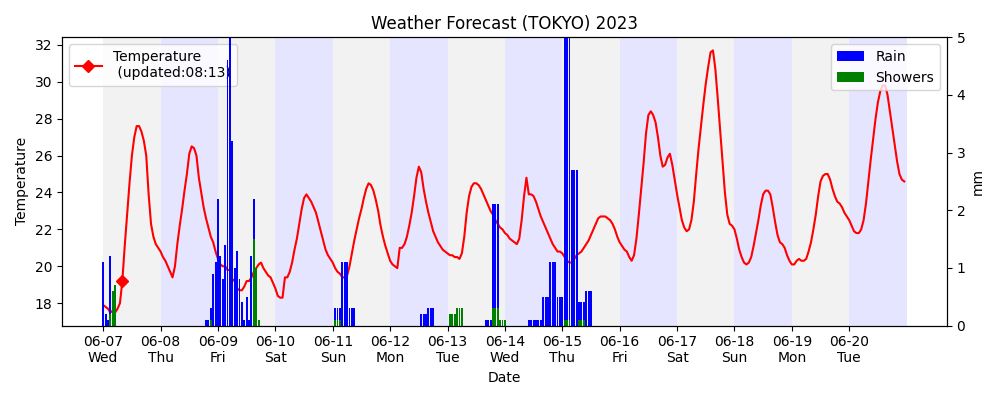 Weather Forecast (TOKYO) 2023
Temperature
(updated:08:13)
Rain
Showers
32
30
28
26
24
22
20
18
Temperature
5
4
3
2
1
0
mm
06-07 06-08 06-09 06-10 06-11 06-12 06-13 06-14 06-15 06-16 06-17 06-18 06-19 06-20
Wed Thu Fri Sat Sun Mon Tue Wed Thu Fri Sat Sun Mon Tue
Date